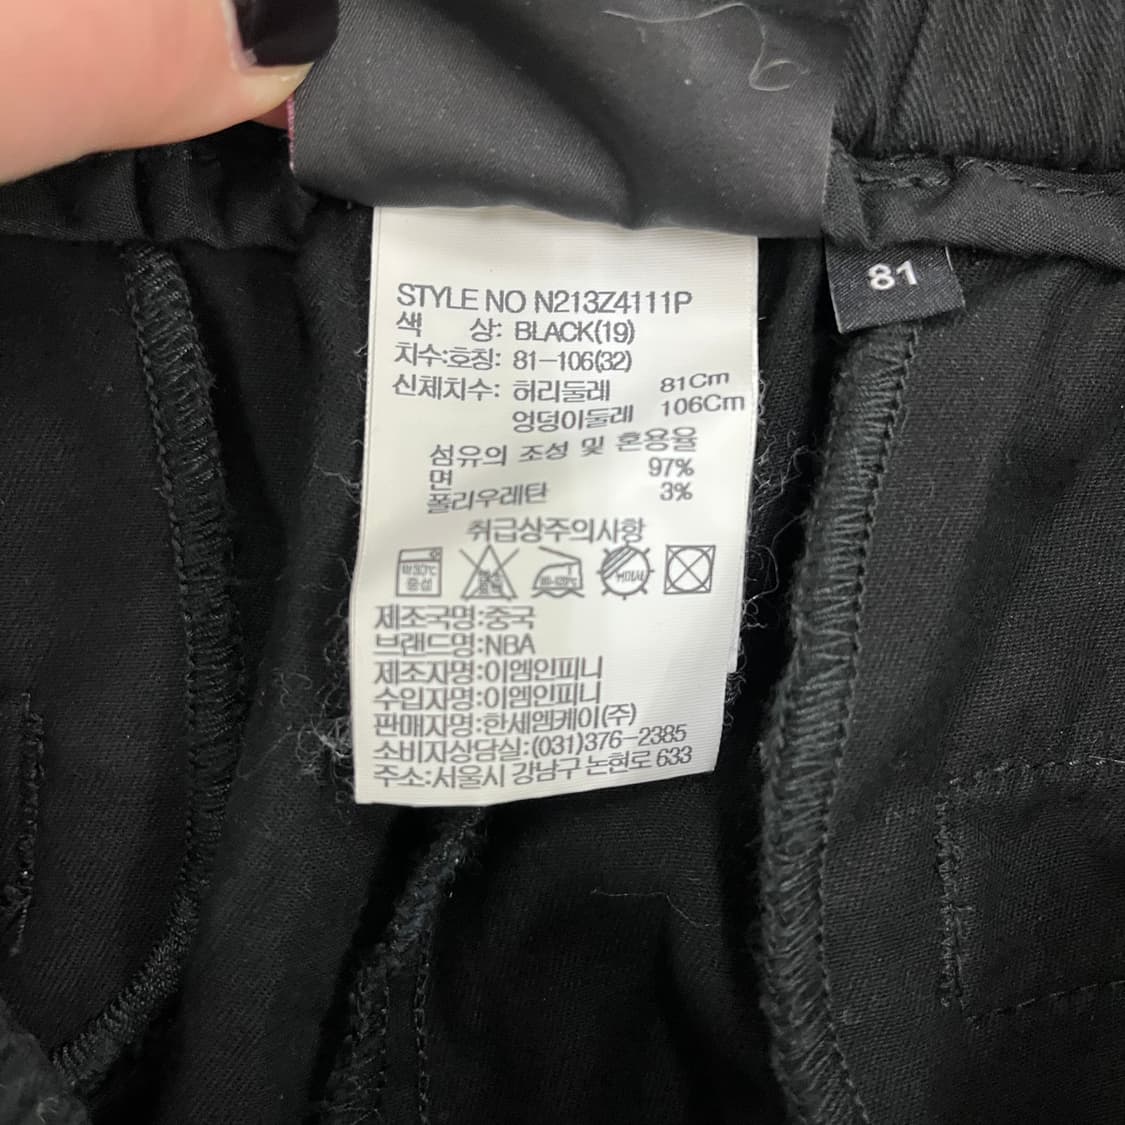 STYLE NO N213Z4111P
색 상: BLACK(19)
치수:호칭: 81-106(32)
신체치수: 허리둘레 81Cm
엉덩이둘레 106Cm
섬유의 조성 및 혼용율
면 97%
폴리우레탄 3%
취급상주의사항
중성
제조국명:중국
브랜드명:NBA
제조자명:이엠인피니
수입자명:이엠인피니
판매자명:한세엠케이(주)
소비자상담실:(031)376-2385
주소:서울시 강남구 논현로 633
81